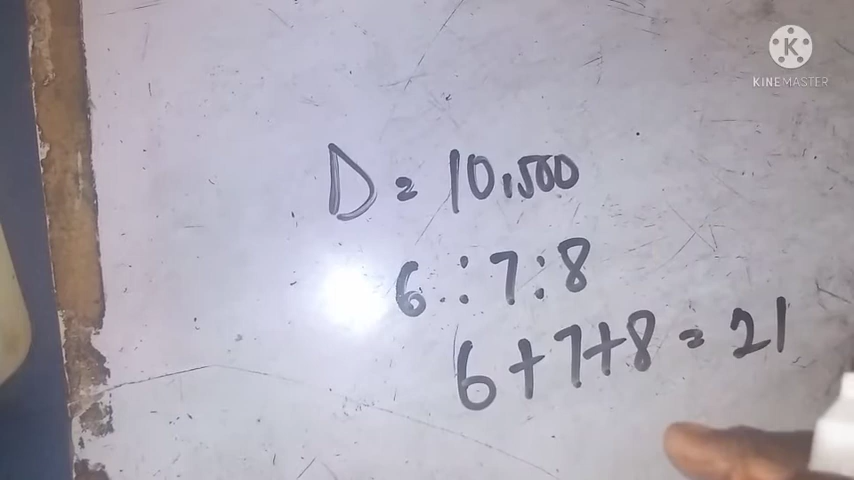 KINEMASTER
D = 10,500
6 : 7 : 8
6 + 7 + 8 = 21